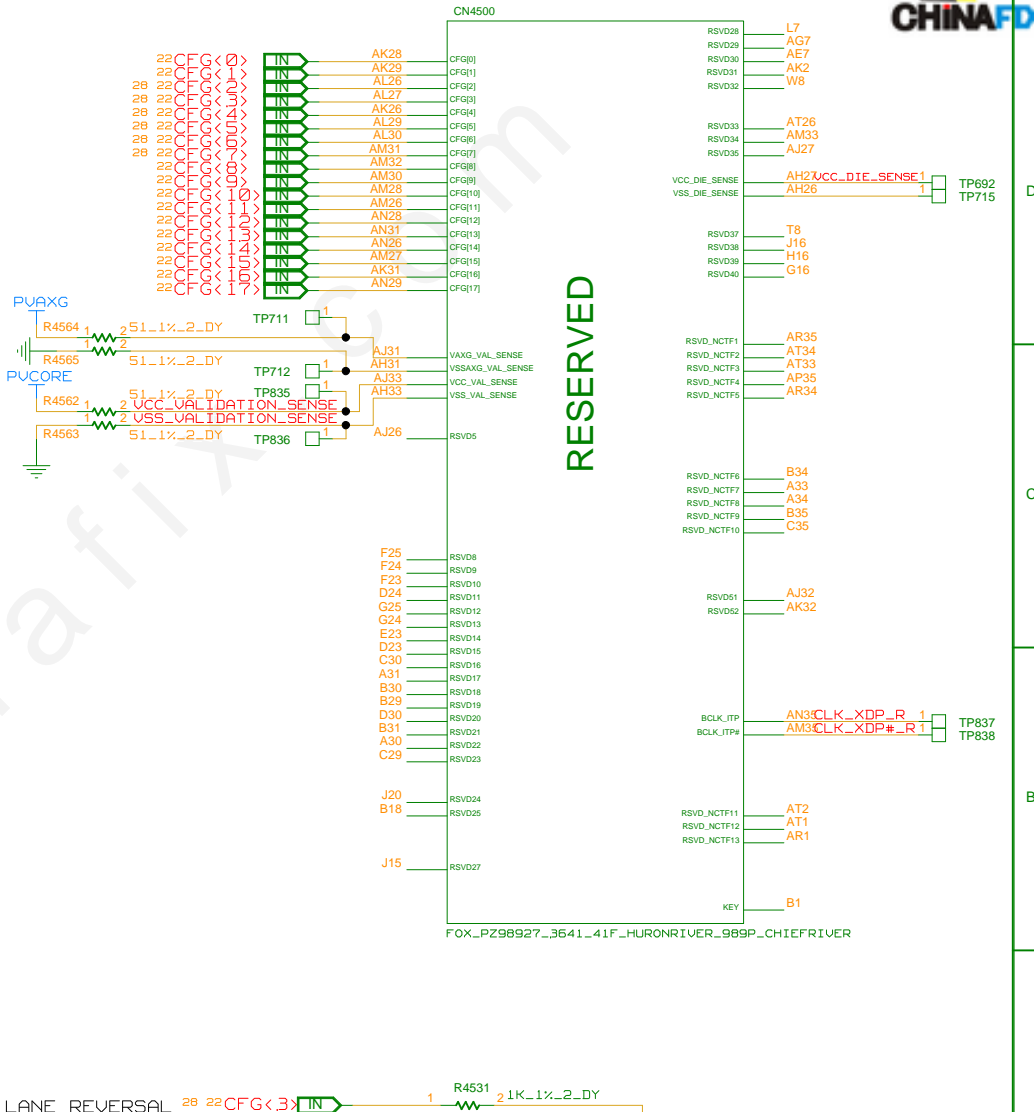 CN4500
CHiNAFD
22 CFG<0> IN AK28 CFG[0]
22 CFG<1> IN AK29 CFG[1]
28 22 CFG<2> IN AL26 CFG[2]
28 22 CFG<3> IN AL27 CFG[3]
28 22 CFG<4> IN AK26 CFG[4]
28 22 CFG<5> IN AL29 CFG[5]
28 22 CFG<6> IN AL30 CFG[6]
28 22 CFG<7> IN AM31 CFG[7]
22 CFG<8> IN AM32 CFG[8]
22 CFG<9> IN AM30 CFG[9]
22 CFG<10> IN AM28 CFG[10]
22 CFG<11> IN AM26 CFG[11]
22 CFG<12> IN AN28 CFG[12]
22 CFG<13> IN AN31 CFG[13]
22 CFG<14> IN AN26 CFG[14]
22 CFG<15> IN AM27 CFG[15]
22 CFG<16> IN AK31 CFG[16]
22 CFG<17> IN AN29 CFG[17]
PVAXG
TP711 1
R4564 1 2 51_1%_2_DY
AJ31 VAXG_VAL_SENSE
R4565 1 2 51_1%_2_DY
TP712 1
AH31 VSSAXG_VAL_SENSE
PVCORE
AJ33 VCC_VAL_SENSE
TP835 1
AH33 VSS_VAL_SENSE
R4562 1 2 51_1%_2_DY
VCC_VALIDATION_SENSE
VSS_VALIDATION_SENSE
R4563 1 2 51_1%_2_DY
TP836 1
AJ26 RSVD5
F25 RSVD8
F24 RSVD9
F23 RSVD10
D24 RSVD11
G25 RSVD12
G24 RSVD13
E23 RSVD14
D23 RSVD15
C30 RSVD16
A31 RSVD17
B30 RSVD18
B29 RSVD19
D30 RSVD20
B31 RSVD21
A30 RSVD22
C29 RSVD23
J20 RSVD24
B18 RSVD25
J15 RSVD27
RESERVED
RSVD28 L7
RSVD29 AG7
RSVD30 AE7
RSVD31 AK2
RSVD32 W8
RSVD33 AT26
RSVD34 AM33
RSVD35 AJ27
VCC_DIE_SENSE AH27 VCC_DIE_SENSE 1 TP692
VSS_DIE_SENSE AH26 1 TP715
RSVD37 T8
RSVD38 J16
RSVD39 H16
RSVD40 G16
RSVD_NCTF1 AR35
RSVD_NCTF2 AT34
RSVD_NCTF3 AT33
RSVD_NCTF4 AP35
RSVD_NCTF5 AR34
RSVD_NCTF6 B34
RSVD_NCTF7 A33
RSVD_NCTF8 A34
RSVD_NCTF9 B35
RSVD_NCTF10 C35
RSVD51 AJ32
RSVD52 AK32
BCLK_ITP AN35 CLK_XDP_R 1 TP837
BCLK_ITP# AM35 CLK_XDP#_R 1 TP838
RSVD_NCTF11 AT2
RSVD_NCTF12 AT1
RSVD_NCTF13 AR1
KEY B1
D
C
B
FOX_PZ98927_3641_41F_HURONRIVER_989P_CHIEFRIVER
LANE REVERSAL 28 22 CFG<3> IN 1 R4531 2 1K_1%_2_DY
afix.com